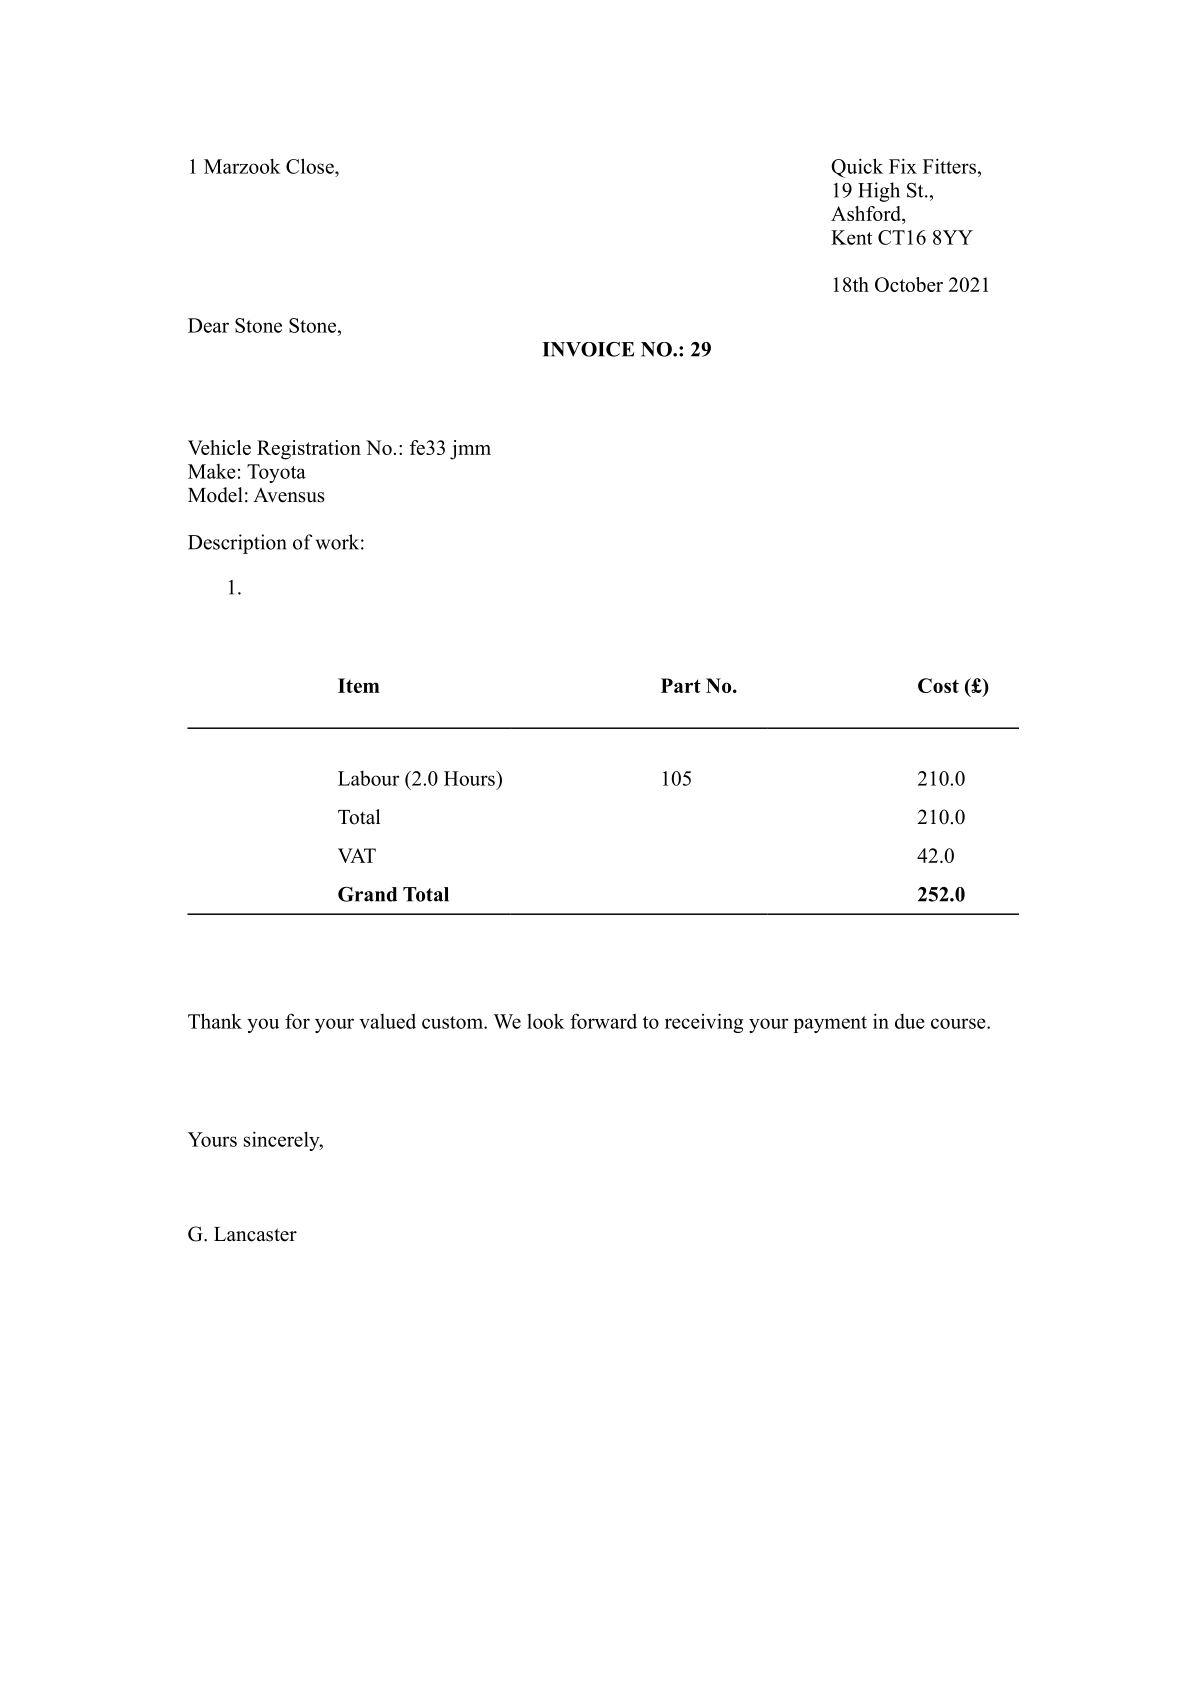 1 Marzook Close,
Quick Fix Fitters,
19 High St.,
Ashford,
Kent CT16 8YY
18th October 2021
Dear Stone Stone,
INVOICE NO.: 29
Vehicle Registration No.: fe33 jmm
Make: Toyota
Model: Avensus
Description of work:
1.
Item Part No. Cost (£)
Labour (2.0 Hours) 105 210.0
Total 210.0
VAT 42.0
Grand Total 252.0
Thank you for your valued custom. We look forward to receiving your payment in due course.
Yours sincerely,
G. Lancaster